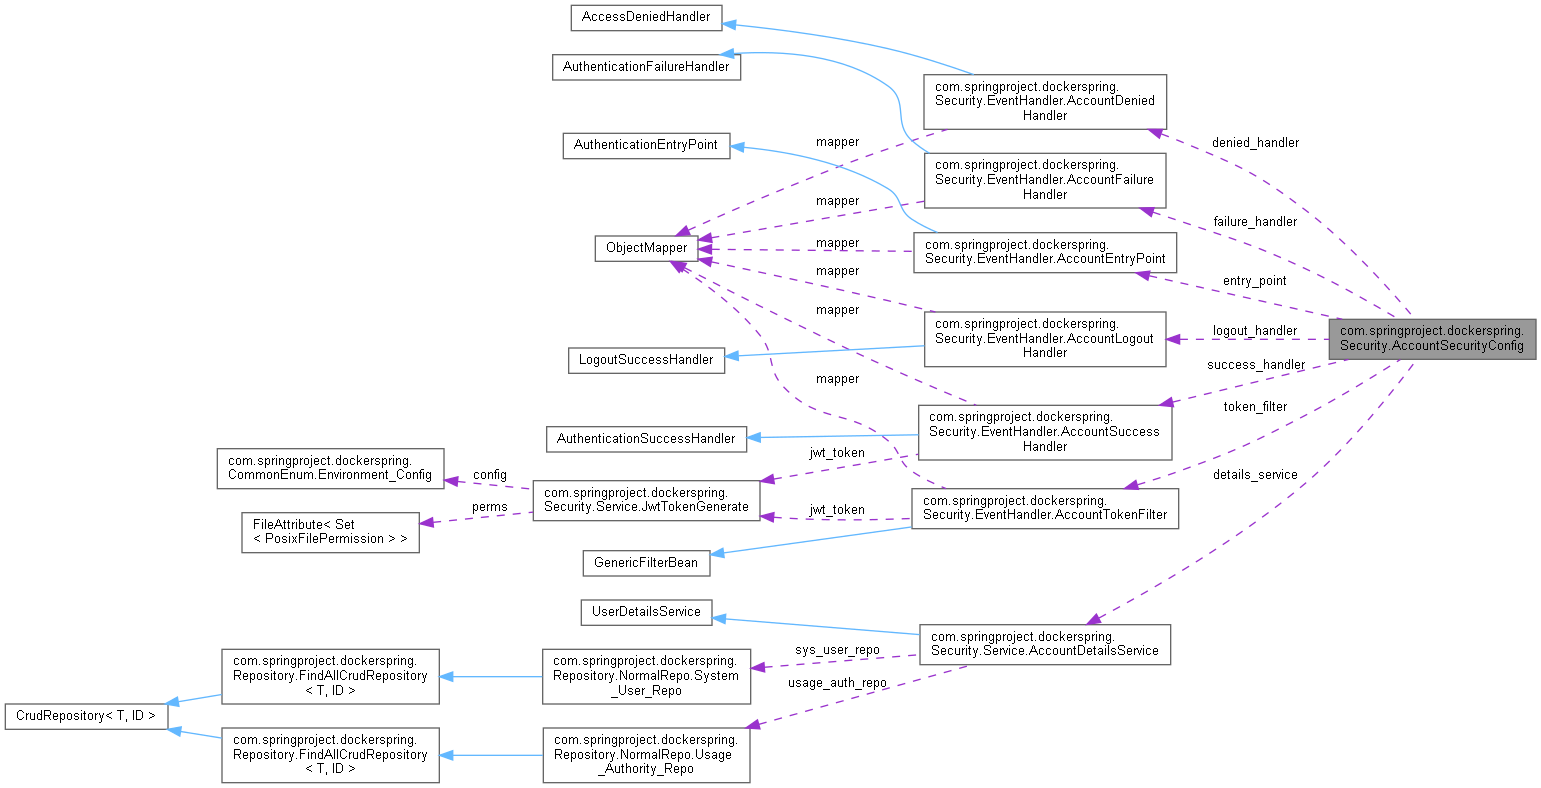 AccessDeniedHandler
AuthenticationFailureHandler
com.springproject.dockerspring.
Security.EventHandler.AccountDenied
Handler
denied_handler
mapper
AuthenticationEntryPoint
com.springproject.dockerspring.
Security.EventHandler.AccountFailure
Handler
mapper
failure_handler
ObjectMapper
mapper
com.springproject.dockerspring.
Security.EventHandler.AccountEntryPoint
entry_point
mapper
mapper
com.springproject.dockerspring.
Security.EventHandler.AccountLogout
Handler
logout_handler
com.springproject.dockerspring.
Security.AccountSecurityConfig
LogoutSuccessHandler
success_handler
mapper
token_filter
AuthenticationSuccessHandler
com.springproject.dockerspring.
Security.EventHandler.AccountSuccess
Handler
jwt_token
com.springproject.dockerspring.
CommonEnum.Environment_Config
config
details_service
com.springproject.dockerspring.
Security.Service.JwtTokenGenerate
perms
jwt_token
com.springproject.dockerspring.
Security.EventHandler.AccountTokenFilter
FileAttribute< Set
< PosixFilePermission > >
GenericFilterBean
UserDetailsService
com.springproject.dockerspring.
Security.Service.AccountDetailsService
sys_user_repo
com.springproject.dockerspring.
Repository.FindAllCrudRepository
< T, ID >
com.springproject.dockerspring.
Repository.NormalRepo.System
_User_Repo
usage_auth_repo
CrudRepository< T, ID >
com.springproject.dockerspring.
Repository.FindAllCrudRepository
< T, ID >
com.springproject.dockerspring.
Repository.NormalRepo.Usage
_Authority_Repo